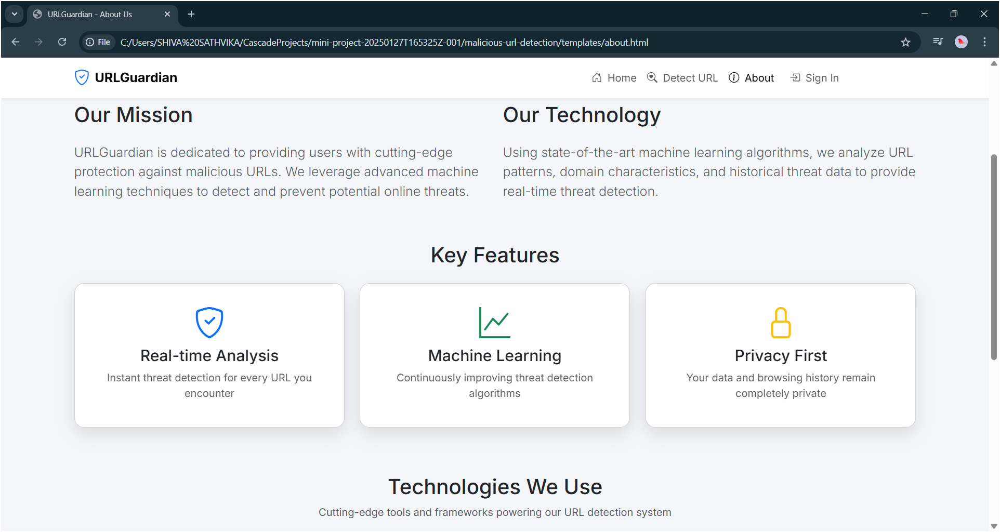 URLGuardian - About Us
File
C:/Users/SHIVA%20SATHVIKA/CascadeProjects/mini-project-20250127T165325Z-001/malicious-url-detection/templates/about.html
URLGuardian
Home
Detect URL
About
Sign In
Our Mission
URLGuardian is dedicated to providing users with cutting-edge
protection against malicious URLs. We leverage advanced machine
learning techniques to detect and prevent potential online threats.
Our Technology
Using state-of-the-art machine learning algorithms, we analyze URL
patterns, domain characteristics, and historical threat data to provide
real-time threat detection.
Key Features
Real-time Analysis
Instant threat detection for every URL you
encounter
Machine Learning
Continuously improving threat detection
algorithms
Privacy First
Your data and browsing history remain
completely private
Technologies We Use
Cutting-edge tools and frameworks powering our URL detection system